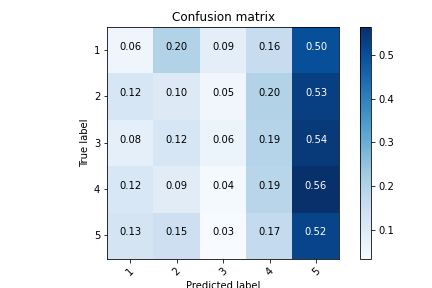 Confusion matrix
1 0.06 0.20 0.09 0.16 0.50
2 0.12 0.10 0.05 0.20 0.53
3 0.08 0.12 0.06 0.19 0.54
4 0.12 0.09 0.04 0.19 0.56
5 0.13 0.15 0.03 0.17 0.52
1 2 3 4 5
True label
Predicted label
0.5
0.4
0.3
0.2
0.1